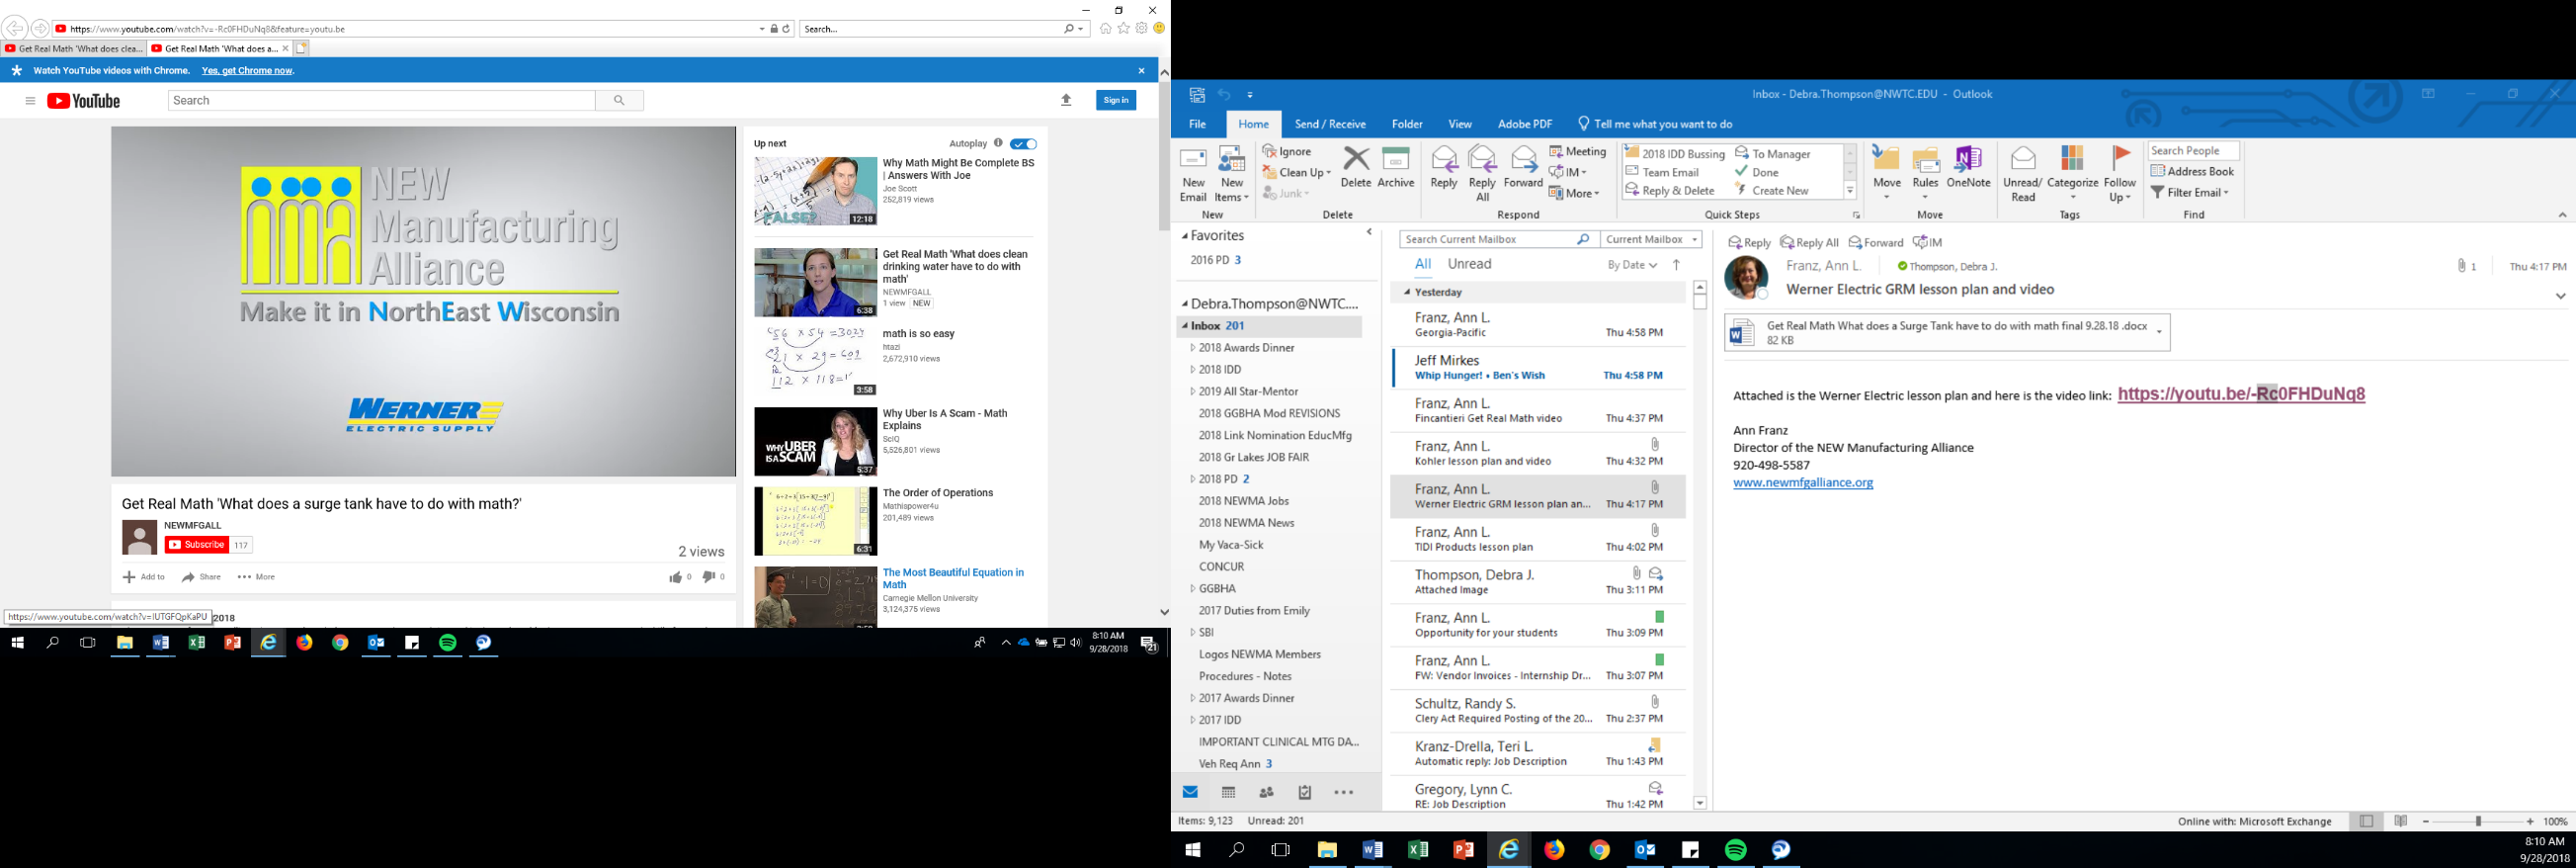 https://www.youtube.com/watch?v=-Rc0FHDuNq8&feature=youtu.be
Search...
Get Real Math 'What does clea...
Get Real Math 'What does a...
Watch YouTube videos with Chrome. Yes, get Chrome now.
YouTube
Search
Sign in
NEW
Manufacturing
Alliance
Make it in NorthEast Wisconsin
WERNER
ELECTRIC SUPPLY
Get Real Math 'What does a surge tank have to do with math?'
NEWMFGALL
Subscribe 117
2 views
Add to Share More
0 0
https://www.youtube.com/watch?v=IUTGFQpKaPU
2018
Up next
Autoplay
FALSE?
12:18
Why Math Might Be Complete BS
| Answers With Joe
Joe Scott
252,819 views
6:38
Get Real Math 'What does clean
drinking water have to do with
math'
NEWMFGALL
1 view NEW
3:58
math is so easy
htazi
2,672,910 views
WHY UBER
IS A SCAM
5:37
Why Uber Is A Scam - Math
Explains
SciQ
5,526,801 views
6:31
The Order of Operations
Mathispower4u
201,489 views
The Most Beautiful Equation in
Math
Carnegie Mellon University
3,124,375 views
8:10 AM
9/28/2018
21
Inbox - Debra.Thompson@NWTC.EDU - Outlook
File Home Send / Receive Folder View Adobe PDF Tell me what you want to do
New
Email
New
Items
New
Ignore
Clean Up
Junk
Delete
Archive
Delete
Reply
Reply
All
Forward
Meeting
IM
More
Respond
2018 IDD Bussing
Team Email
Reply & Delete
To Manager
Done
Create New
Quick Steps
Move
Rules
OneNote
Move
Unread/
Read
Categorize
Follow
Up
Tags
Search People
Address Book
Filter Email
Find
Favorites
2016 PD 3
Debra.Thompson@NWTC....
Inbox 201
2018 Awards Dinner
2018 IDD
2019 All Star-Mentor
2018 GGBHA Mod REVISIONS
2018 Link Nomination EducMfg
2018 Gr Lakes JOB FAIR
2018 PD 2
2018 NEWMA Jobs
2018 NEWMA News
My Vaca-Sick
CONCUR
GGBHA
2017 Duties from Emily
SBI
Logos NEWMA Members
Procedures - Notes
2017 Awards Dinner
2017 IDD
IMPORTANT CLINICAL MTG DA...
Veh Req Ann 3
Search Current Mailbox
Current Mailbox
All Unread
By Date
Yesterday
Franz, Ann L.
Georgia-Pacific Thu 4:58 PM
Jeff Mirkes
Whip Hunger! • Ben's Wish Thu 4:58 PM
Franz, Ann L.
Fincantieri Get Real Math video Thu 4:37 PM
Franz, Ann L.
Kohler lesson plan and video Thu 4:32 PM
Franz, Ann L.
Werner Electric GRM lesson plan an... Thu 4:17 PM
Franz, Ann L.
TIDI Products lesson plan Thu 4:02 PM
Thompson, Debra J.
Attached Image Thu 3:11 PM
Franz, Ann L.
Opportunity for your students Thu 3:09 PM
Franz, Ann L.
FW: Vendor Invoices - Internship Dr... Thu 3:07 PM
Schultz, Randy S.
Clery Act Required Posting of the 20... Thu 2:37 PM
Kranz-Drella, Teri L.
Automatic reply: Job Description Thu 1:43 PM
Gregory, Lynn C.
RE: Job Description Thu 1:42 PM
Reply Reply All Forward IM
Franz, Ann L. Thompson, Debra J.
1 Thu 4:17 PM
Werner Electric GRM lesson plan and video
Get Real Math What does a Surge Tank have to do with math final 9.28.18 .docx
82 KB
Attached is the Werner Electric lesson plan and here is the video link: https://youtu.be/-Rc0FHDuNq8
Ann Franz
Director of the NEW Manufacturing Alliance
920-498-5587
www.newmfgalliance.org
Items: 9,123 Unread: 201
Online with: Microsoft Exchange
100%
8:10 AM
9/28/2018